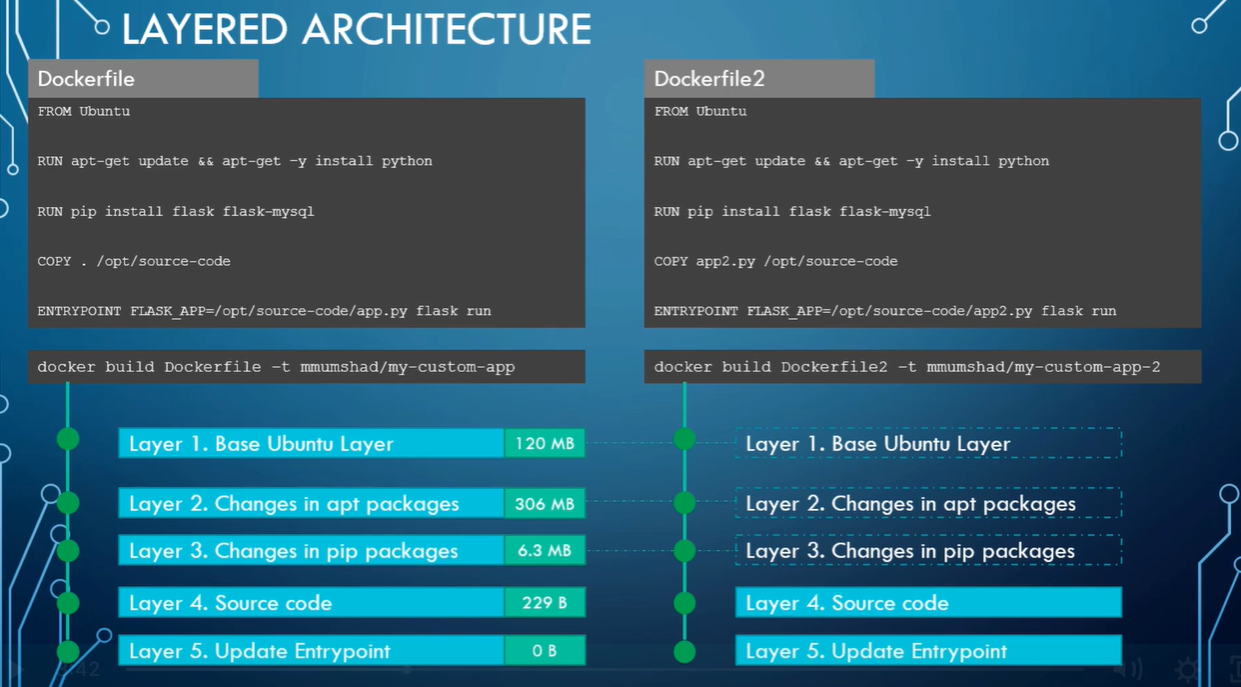 LAYERED ARCHITECTURE
Dockerfile
FROM Ubuntu
RUN apt-get update && apt-get -y install python
RUN pip install flask flask-mysql
COPY . /opt/source-code
ENTRYPOINT FLASK_APP=/opt/source-code/app.py flask run
docker build Dockerfile -t mmumshad/my-custom-app
Layer 1. Base Ubuntu Layer 120 MB
Layer 2. Changes in apt packages 306 MB
Layer 3. Changes in pip packages 6.3 MB
Layer 4. Source code 229 B
Layer 5. Update Entrypoint 0 B
Dockerfile2
FROM Ubuntu
RUN apt-get update && apt-get -y install python
RUN pip install flask flask-mysql
COPY app2.py /opt/source-code
ENTRYPOINT FLASK_APP=/opt/source-code/app2.py flask run
docker build Dockerfile2 -t mmumshad/my-custom-app-2
Layer 1. Base Ubuntu Layer
Layer 2. Changes in apt packages
Layer 3. Changes in pip packages
Layer 4. Source code
Layer 5. Update Entrypoint